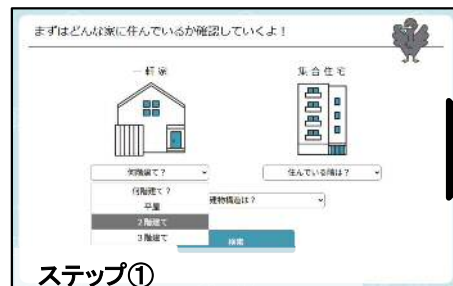 まずはどんな家に住んでいるか確認していくよ！
一軒家
集合住宅
何階建て？
住んでいる階は？
何階建て？
建物構造は？
平屋
２階建て
３階建て
検索
ステップ①